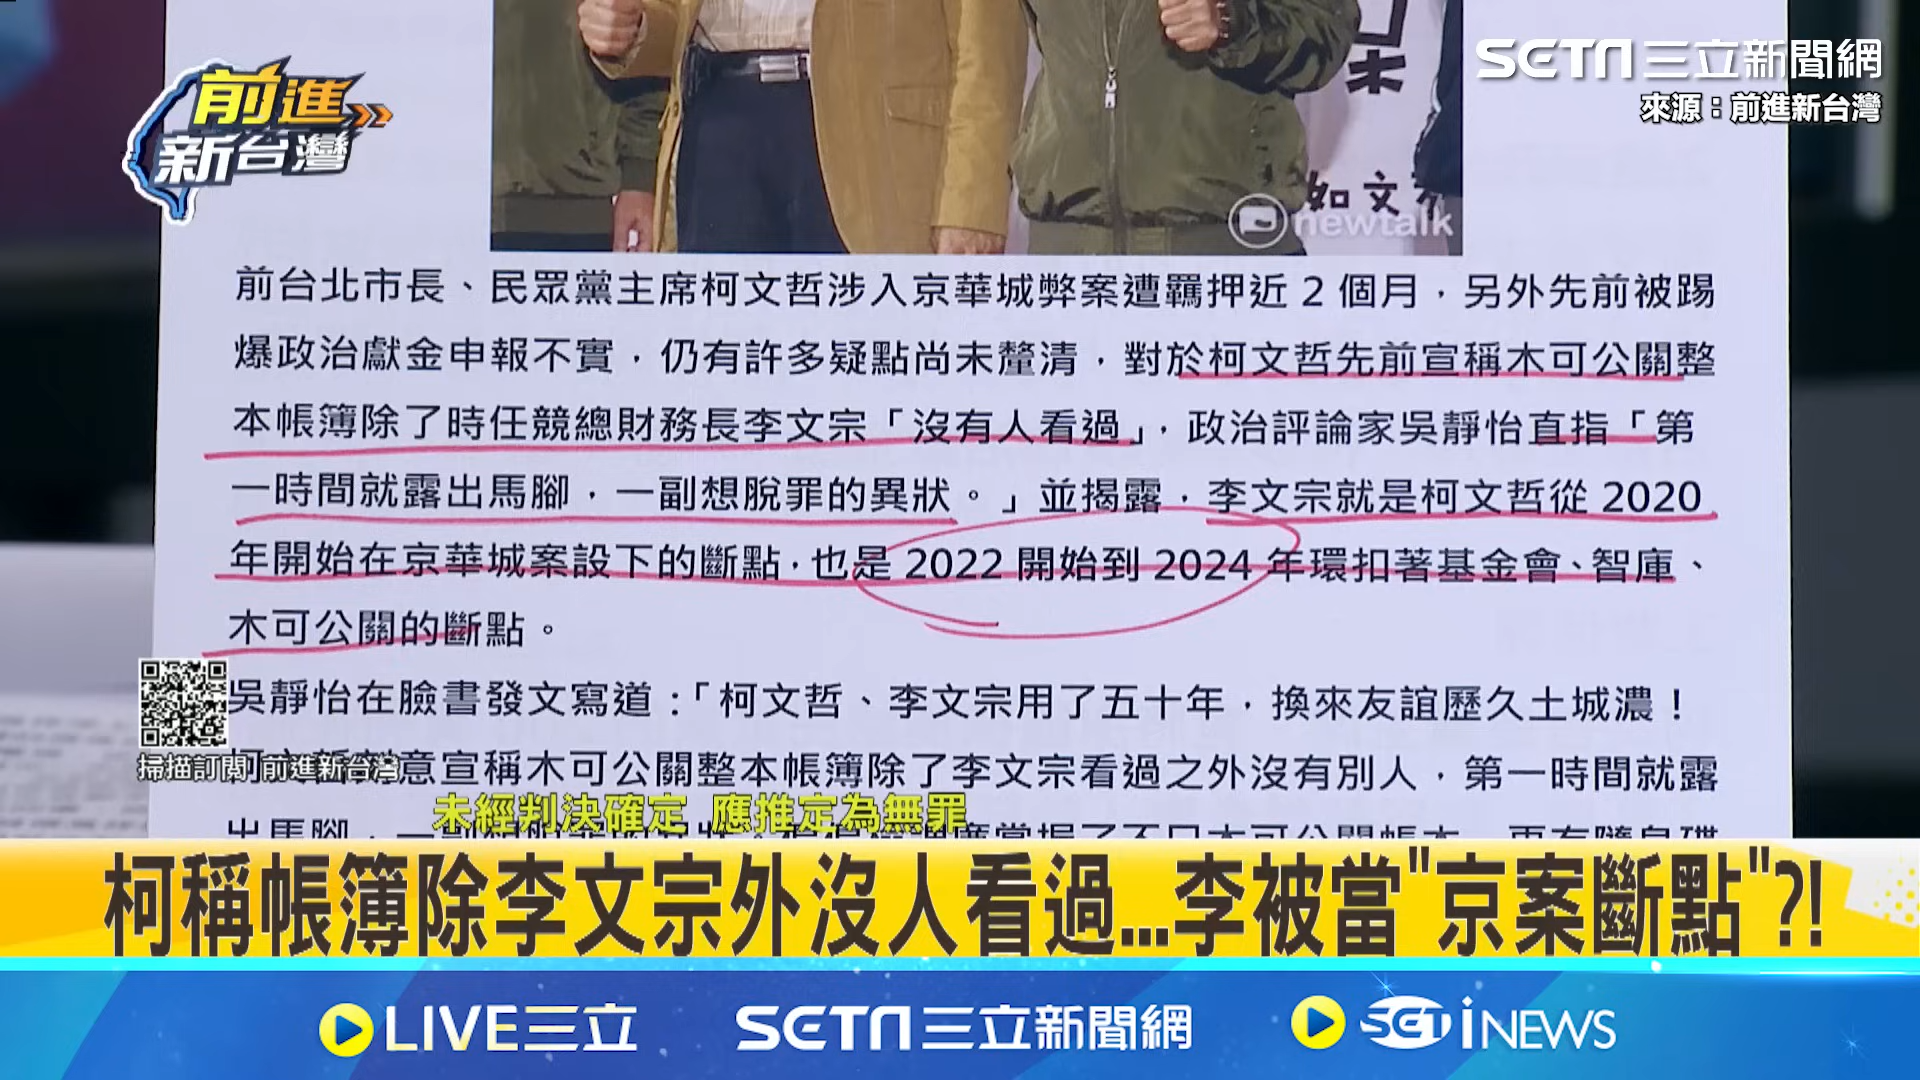 前進
新台灣
SETN三立新聞網
來源：前進新台灣
如文
newtalk
前台北市長、民眾黨主席柯文哲涉入京華城弊案遭羈押近 2 個月，另外先前被踢
爆政治獻金申報不實，仍有許多疑點尚未釐清，對於柯文哲先前宣稱木可公關整
本帳簿除了時任競總財務長李文宗「沒有人看過」，政治評論家吳靜怡直指「第
一時間就露出馬腳，一副想脫罪的異狀。」並揭露，李文宗就是柯文哲從 2020
年開始在京華城案設下的斷點，也是 2022 開始到 2024 年環扣著基金會、智庫、
木可公關的斷點。
吳靜怡在臉書發文寫道：「柯文哲、李文宗用了五十年，換來友誼歷久土城濃！
意宣稱木可公關整本帳簿除了李文宗看過之外沒有別人，第一時間就露
掃描訂閱 前進新台灣
出馬腳，一
未經判決確定 應推定為無罪
柯稱帳簿除李文宗外沒人看過...李被當"京案斷點"?!
LIVE三立
SETN三立新聞網
SET iNEWS